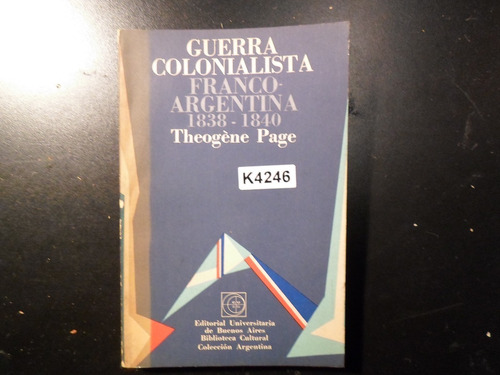 GUERRA
COLONIALISTA
FRANCO-
ARGENTINA
1838 - 1840
Theogène Page
K4246
Editorial Universitaria
de Buenos Aires
Biblioteca Cultural
Colección Argentina